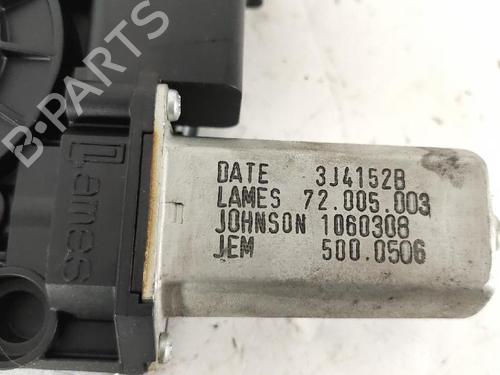 B-PARTS
Lames
DATE 3J4152B
LAMES 72.005.003
JOHNSON 1060308
JEM 500.0506